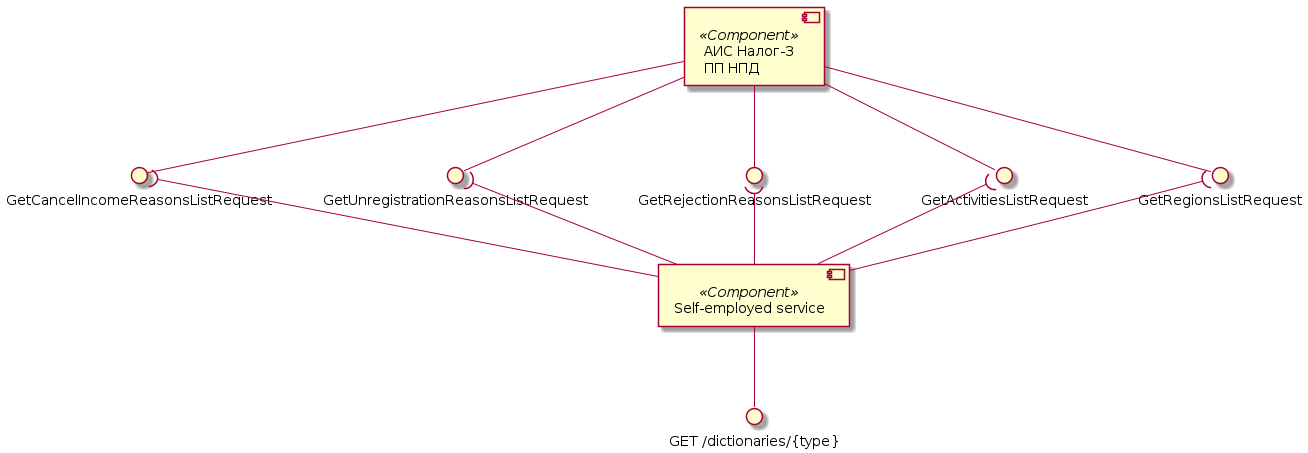 «Component»
АИС Налог-3
ПП НПД
GetCancelIncomeReasonsListRequest
GetUnregistrationReasonsListRequest
GetRejectionReasonsListRequest
GetActivitiesListRequest
GetRegionsListRequest
«Component»
Self-employed service
GET /dictionaries/{type}